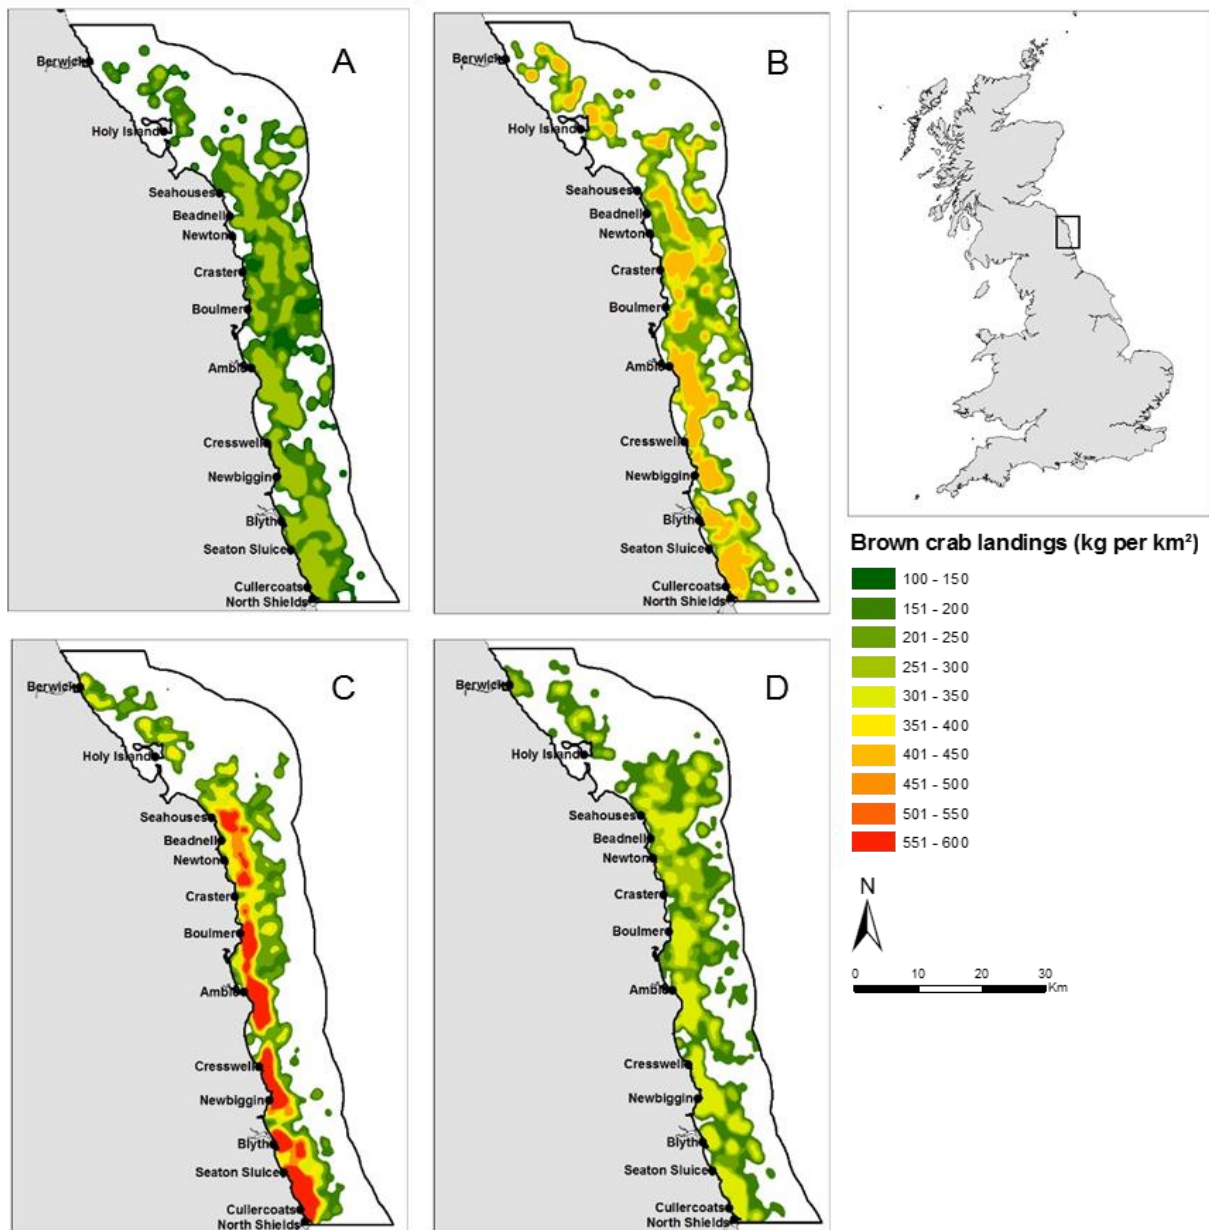 A
Berwick
Holy Island
Seahouses
Beadnell
Newton
Craster
Boulmer
Amble
Cresswell
Newbiggin
Blyth
Seaton Sluice
Cullercoats
North Shields
B
Berwick
Holy Island
Seahouses
Beadnell
Newton
Craster
Boulmer
Amble
Cresswell
Newbiggin
Blyth
Seaton Sluice
Cullercoats
North Shields
C
Berwick
Holy Island
Seahouses
Beadnell
Newton
Craster
Boulmer
Amble
Cresswell
Newbiggin
Blyth
Seaton Sluice
Cullercoats
North Shields
D
Berwick
Holy Island
Seahouses
Beadnell
Newton
Craster
Boulmer
Amble
Cresswell
Newbiggin
Blyth
Seaton Sluice
Cullercoats
North Shields
Brown crab landings (kg per km²)
100 - 150
151 - 200
201 - 250
251 - 300
301 - 350
351 - 400
401 - 450
451 - 500
501 - 550
551 - 600
N
0 10 20 30
Km